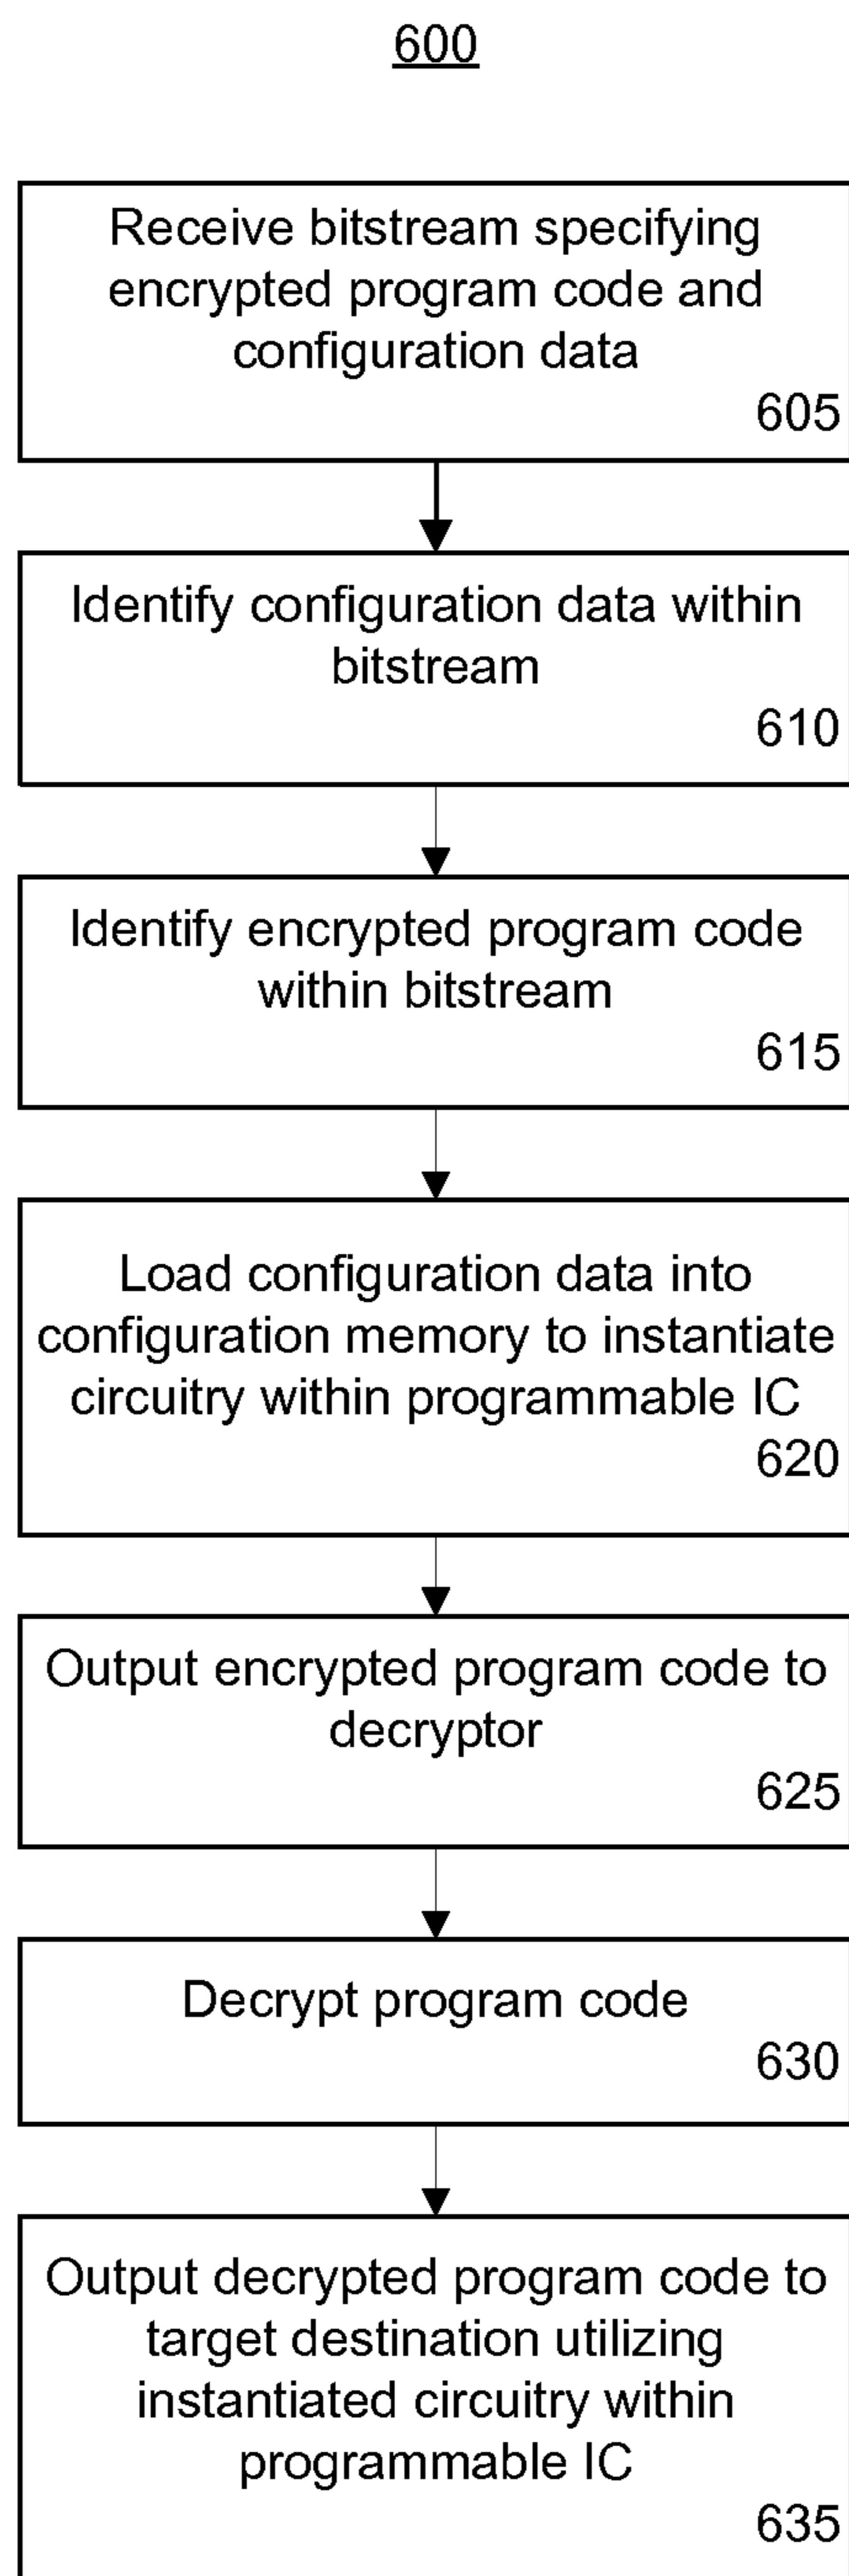 600
Receive bitstream specifying
encrypted program code and
configuration data
605
Identify configuration data within
bitstream
610
Identify encrypted program code
within bitstream
615
Load configuration data into
configuration memory to instantiate
circuitry within programmable IC
620
Output encrypted program code to
decryptor
625
Decrypt program code
630
Output decrypted program code to
target destination utilizing
instantiated circuitry within
programmable IC
635